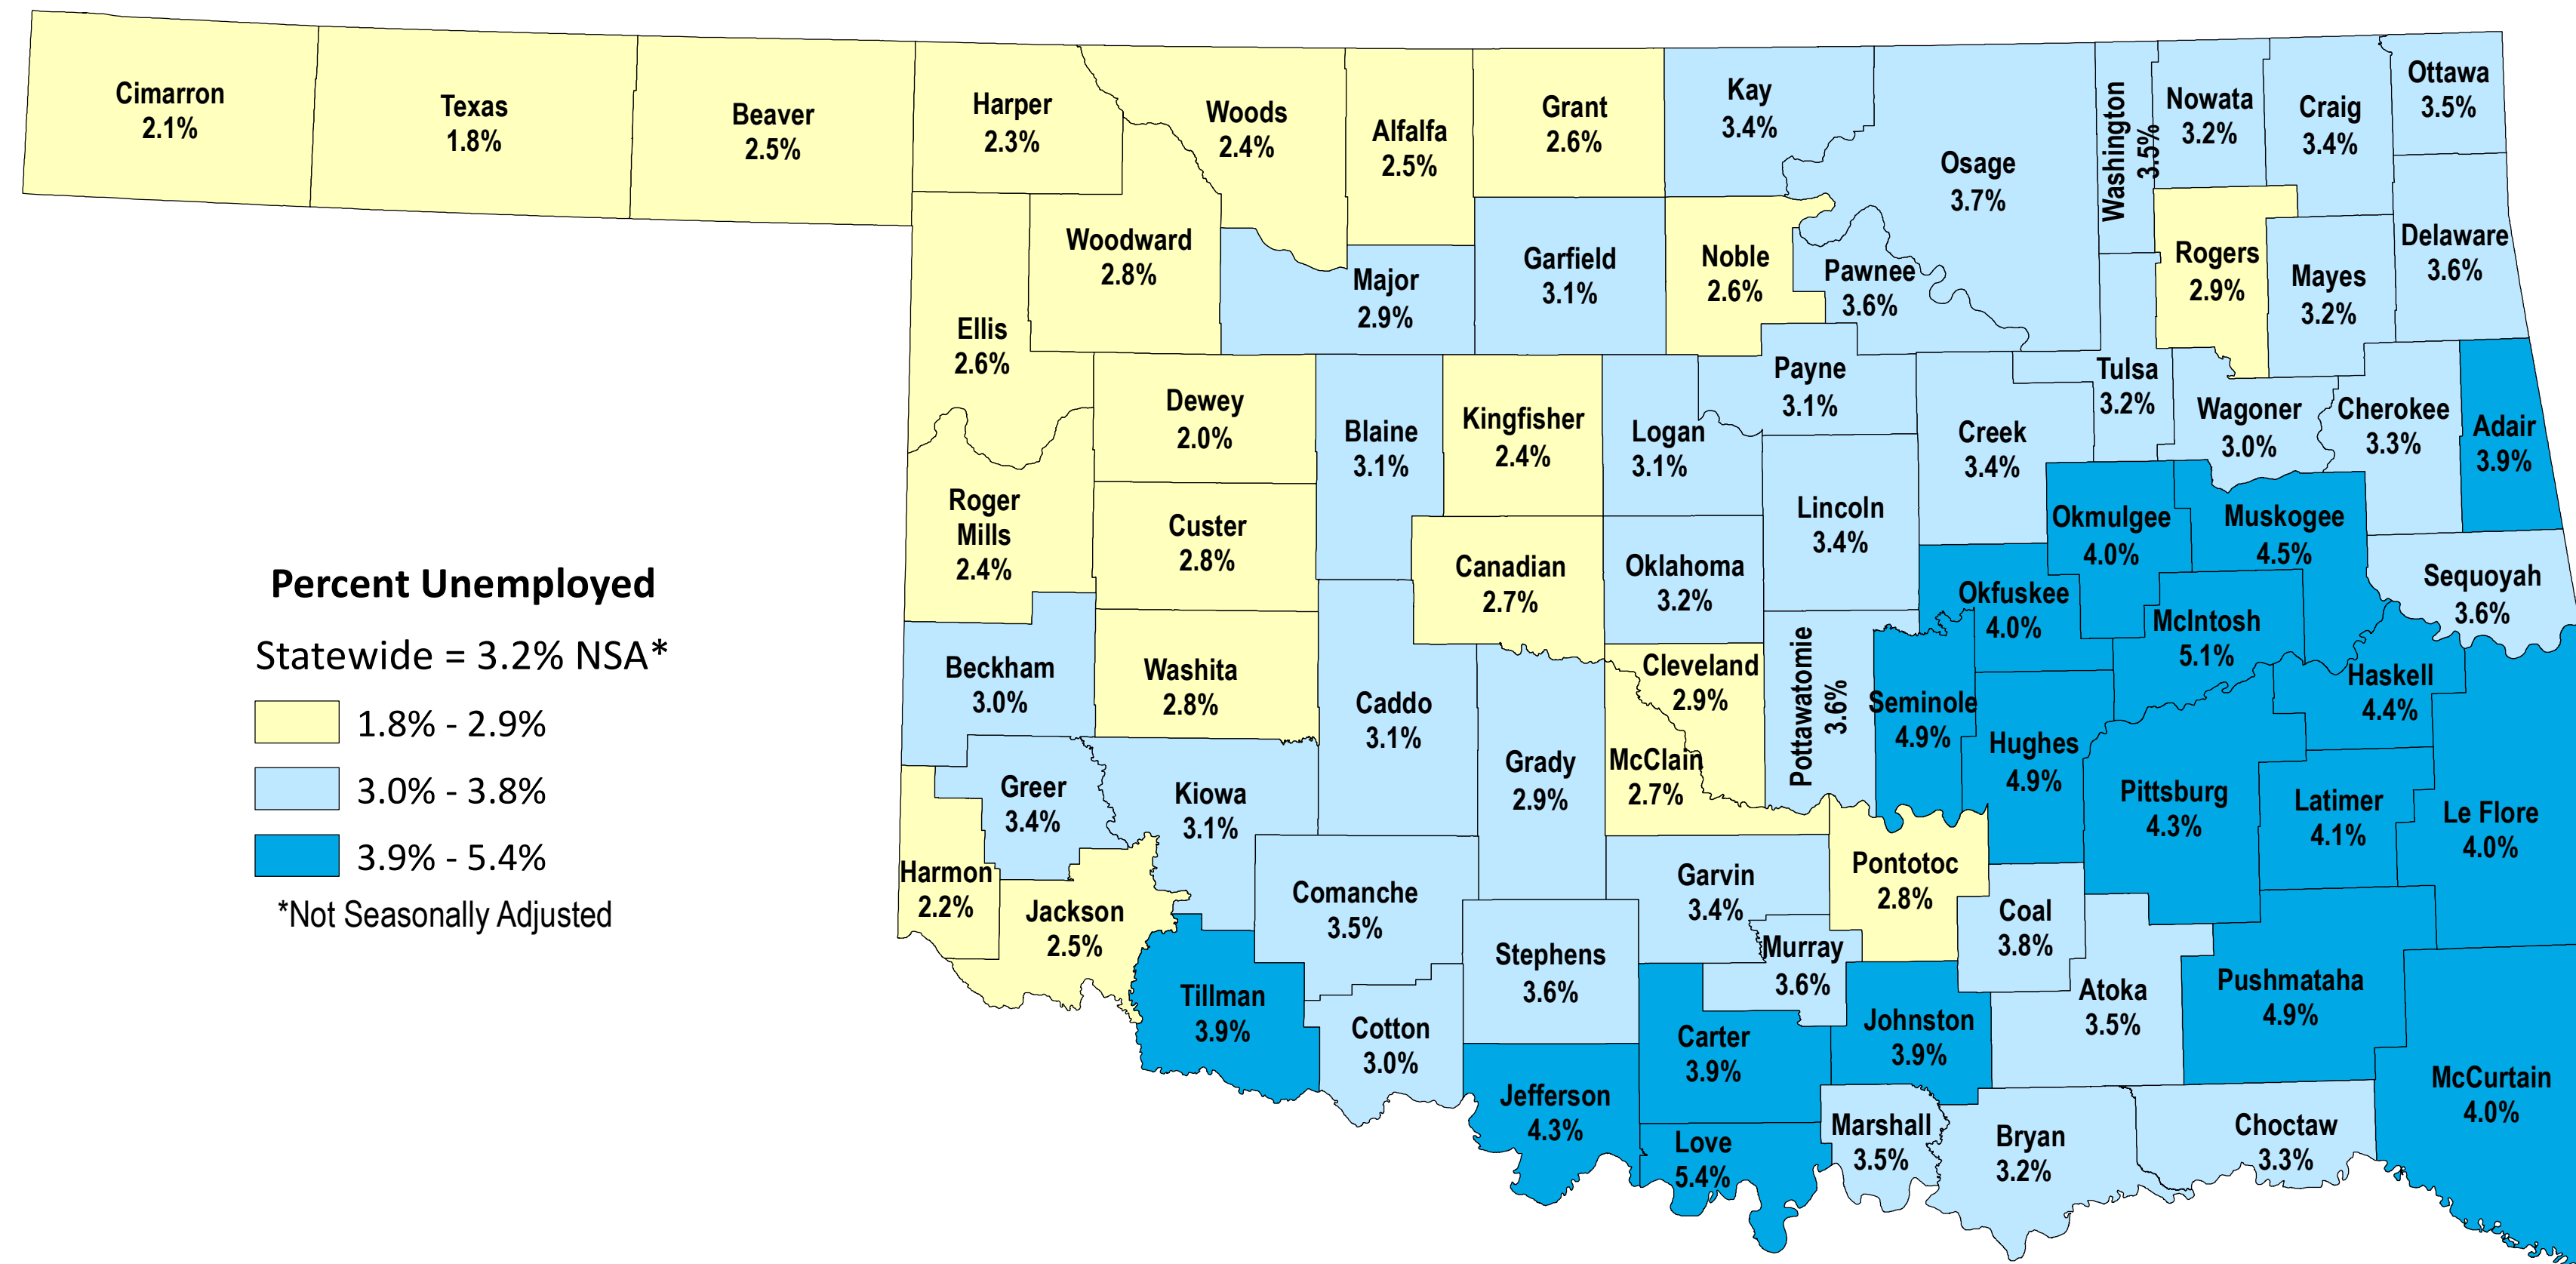 Cimarron
2.1%
Texas
1.8%
Beaver
2.5%
Harper
2.3%
Woods
2.4%
Alfalfa
2.5%
Grant
2.6%
Kay
3.4%
Osage
3.7%
Washington
3.5%
Nowata
3.2%
Craig
3.4%
Ottawa
3.5%
Woodward
2.8%
Major
2.9%
Garfield
3.1%
Noble
2.6%
Pawnee
3.6%
Rogers
2.9%
Mayes
3.2%
Delaware
3.6%
Ellis
2.6%
Dewey
2.0%
Blaine
3.1%
Kingfisher
2.4%
Logan
3.1%
Payne
3.1%
Creek
3.4%
Tulsa
3.2%
Wagoner
3.0%
Cherokee
3.3%
Adair
3.9%
Roger
Mills
2.4%
Custer
2.8%
Canadian
2.7%
Oklahoma
3.2%
Lincoln
3.4%
Okmulgee
4.0%
Muskogee
4.5%
Okfuskee
4.0%
McIntosh
5.1%
Sequoyah
3.6%
Percent Unemployed
Statewide = 3.2% NSA*
1.8% - 2.9%
3.0% - 3.8%
3.9% - 5.4%
*Not Seasonally Adjusted
Beckham
3.0%
Washita
2.8%
Caddo
3.1%
Grady
2.9%
Cleveland
2.9%
McClain
2.7%
Pottawatomie
3.6%
Seminole
4.9%
Hughes
4.9%
Pittsburg
4.3%
Haskell
4.4%
Latimer
4.1%
Le Flore
4.0%
Greer
3.4%
Kiowa
3.1%
Harmon
2.2%
Jackson
2.5%
Comanche
3.5%
Stephens
3.6%
Garvin
3.4%
Murray
3.6%
Pontotoc
2.8%
Coal
3.8%
Atoka
3.5%
Pushmataha
4.9%
Tillman
3.9%
Cotton
3.0%
Jefferson
4.3%
Carter
3.9%
Johnston
3.9%
Love
5.4%
Marshall
3.5%
Bryan
3.2%
Choctaw
3.3%
McCurtain
4.0%